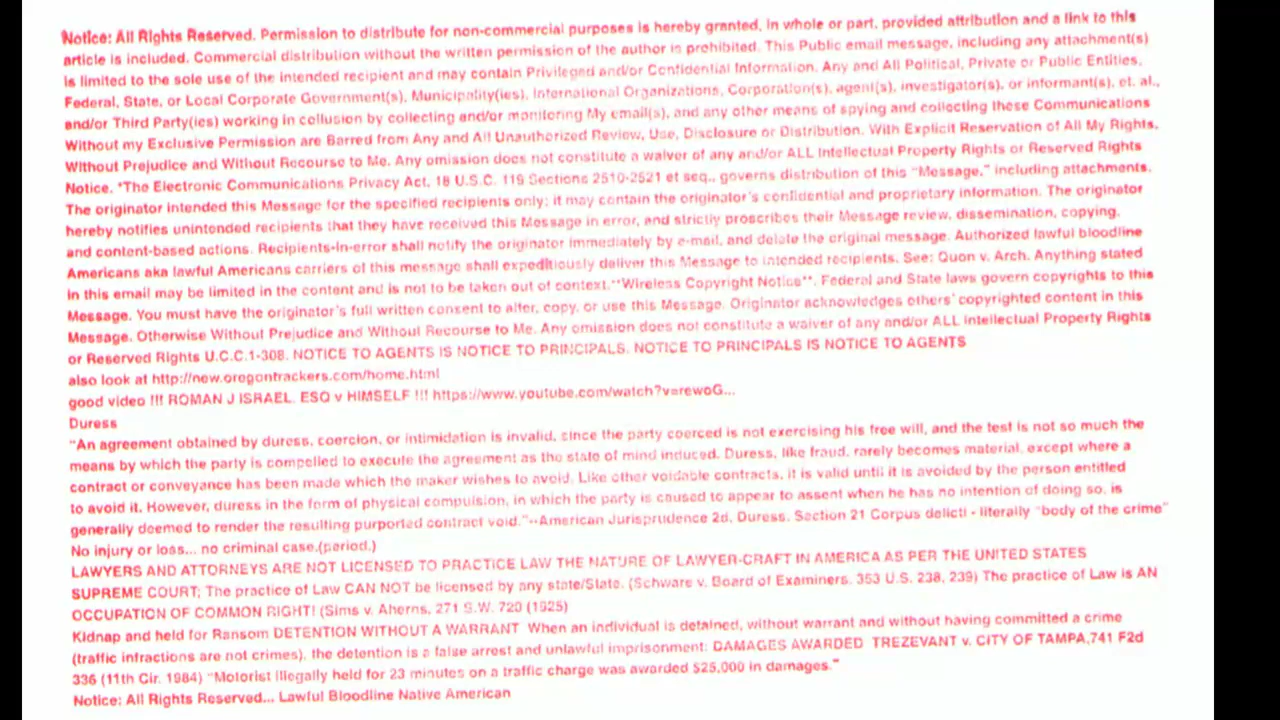 Notice: All Rights Reserved. Permission to distribute for non-commercial purposes is hereby granted, in whole or part, provided attribution and a link to this
article is included. Commercial distribution without the written permission of the author is prohibited. This Public email message, including any attachment(s)
is limited to the sole use of the intended recipient and may contain Privileged and/or Confidential Information. Any and All Political, Private or Public Entities,
Federal, State, or Local Corporate Government(s), Municipality(ies), International Organizations, Corporation(s), agent(s), investigator(s), or informant(s), et. al.,
and/or Third Party(ies) working in collusion by collecting and/or monitoring My email(s), and any other means of spying and collecting these Communications
Without my Exclusive Permission are Barred from Any and All Unauthorized Review, Use, Disclosure or Distribution. With Explicit Reservation of All My Rights,
Without Prejudice and Without Recourse to Me. Any omission does not constitute a waiver of any and/or ALL Intellectual Property Rights or Reserved Rights
Notice. *The Electronic Communications Privacy Act, 18 U.S.C. 119 Sections 2510-2521 et seq., governs distribution of this "Message," including attachments.
The originator intended this Message for the specified recipients only; it may contain the originator's confidential and proprietary information. The originator
hereby notifies unintended recipients that they have received this Message in error, and strictly proscribes their Message review, dissemination, copying,
and content-based actions. Recipients-in-error shall notify the originator immediately by e-mail, and delete the original message. Authorized lawful bloodline
Americans aka lawful Americans carriers of this message shall expeditiously deliver this Message to intended recipients. See: Quon v. Arch. Anything stated
in this email may be limited in the content and is not to be taken out of context.**Wireless Copyright Notice**. Federal and State laws govern copyrights to this
Message. You must have the originator's full written consent to alter, copy, or use this Message. Originator acknowledges others' copyrighted content in this
Message. Otherwise Without Prejudice and Without Recourse to Me. Any omission does not constitute a waiver of any and/or ALL Intellectual Property Rights
or Reserved Rights U.C.C.1-308. NOTICE TO AGENTS IS NOTICE TO PRINCIPALS. NOTICE TO PRINCIPALS IS NOTICE TO AGENTS
also look at http://new.oregontrackers.com/home.html
good video !!! ROMAN J ISRAEL. ESQ v HIMSELF !!! https://www.youtube.com/watch?v=rewoG...
Duress
"An agreement obtained by duress, coercion, or intimidation is invalid, since the party coerced is not exercising his free will, and the test is not so much the
means by which the party is compelled to execute the agreement as the state of mind induced. Duress, like fraud, rarely becomes material, except where a
contract or conveyance has been made which the maker wishes to avoid. Like other voidable contracts, it is valid until it is avoided by the person entitled
to avoid it. However, duress in the form of physical compulsion, in which the party is caused to appear to assent when he has no intention of doing so, is
generally deemed to render the resulting purported contract void."--American Jurisprudence 2d, Duress, Section 21 Corpus delicti - literally "body of the crime"
No injury or loss... no criminal case.(period.)
LAWYERS AND ATTORNEYS ARE NOT LICENSED TO PRACTICE LAW THE NATURE OF LAWYER-CRAFT IN AMERICA AS PER THE UNITED STATES
SUPREME COURT; The practice of Law CAN NOT be licensed by any state/State. (Schware v. Board of Examiners, 353 U.S. 238, 239) The practice of Law is AN
OCCUPATION OF COMMON RIGHT! (Sims v. Aherns, 271 S.W. 720 (1925)
Kidnap and held for Ransom DETENTION WITHOUT A WARRANT When an individual is detained, without warrant and without having committed a crime
(traffic infractions are not crimes), the detention is a false arrest and unlawful imprisonment: DAMAGES AWARDED TREZEVANT v. CITY OF TAMPA,741 F2d
336 (11th Cir. 1984) "Motorist illegally held for 23 minutes on a traffic charge was awarded $25,000 in damages."
Notice: All Rights Reserved... Lawful Bloodline Native American